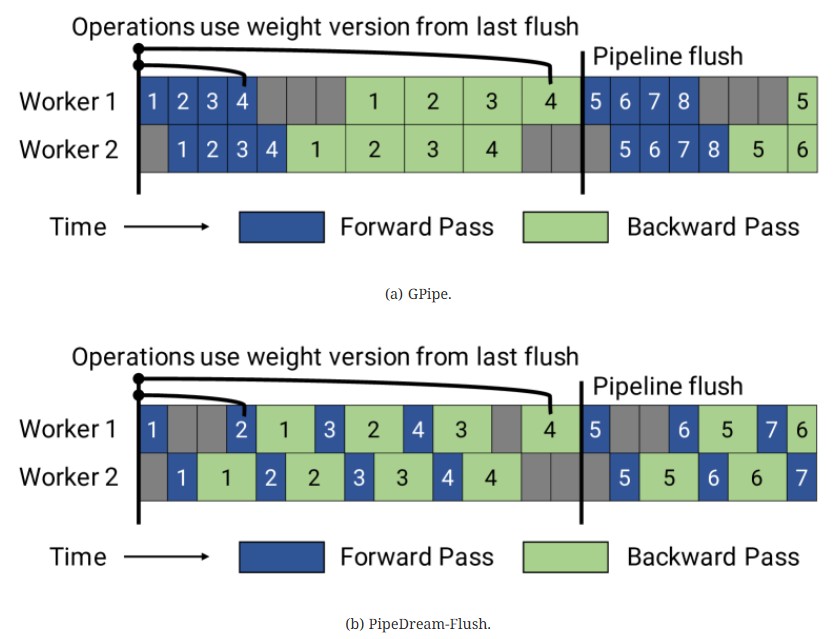 Operations use weight version from last flush
Pipeline flush
Worker 1 1 2 3 4 1 2 3 4 5 6 7 8 5
Worker 2 1 2 3 4 1 2 3 4 5 6 7 8 5 6
Time Forward Pass Backward Pass
(a) GPipe.
Operations use weight version from last flush
Pipeline flush
Worker 1 1 2 1 3 2 4 3 4 5 6 5 7 6
Worker 2 1 1 2 2 3 3 4 4 5 5 6 6 7
Time Forward Pass Backward Pass
(b) PipeDream-Flush.